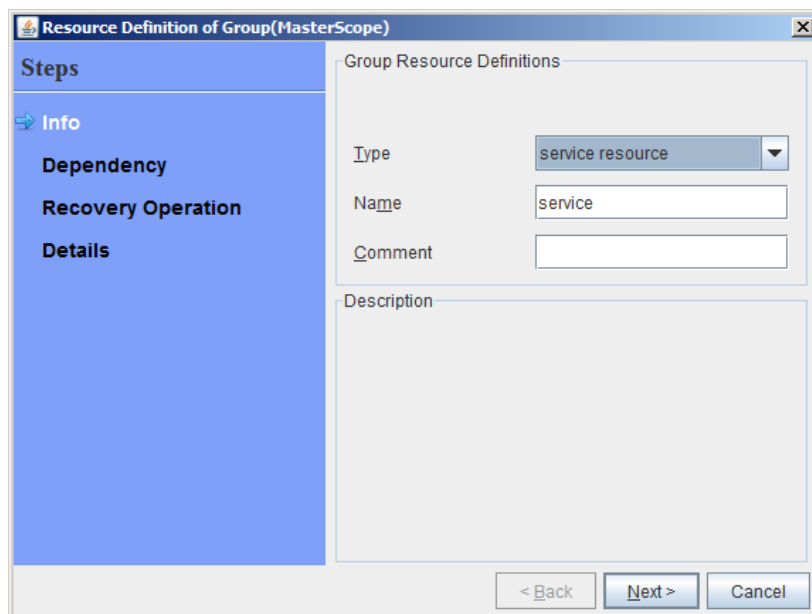 Resource Definition of Group(MasterScope)
Steps
Info
Dependency
Recovery Operation
Details
Group Resource Definitions
Type
service resource
Name
service
Comment
Description
< Back
Next >
Cancel